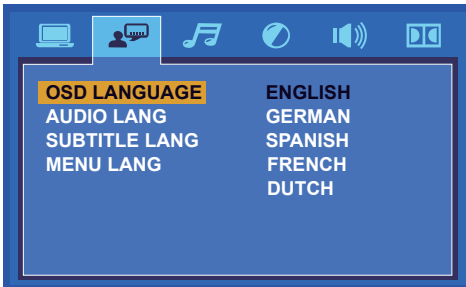 OSD LANGUAGE ENGLISH
AUDIO LANG GERMAN
SUBTITLE LANG SPANISH
MENU LANG FRENCH
DUTCH